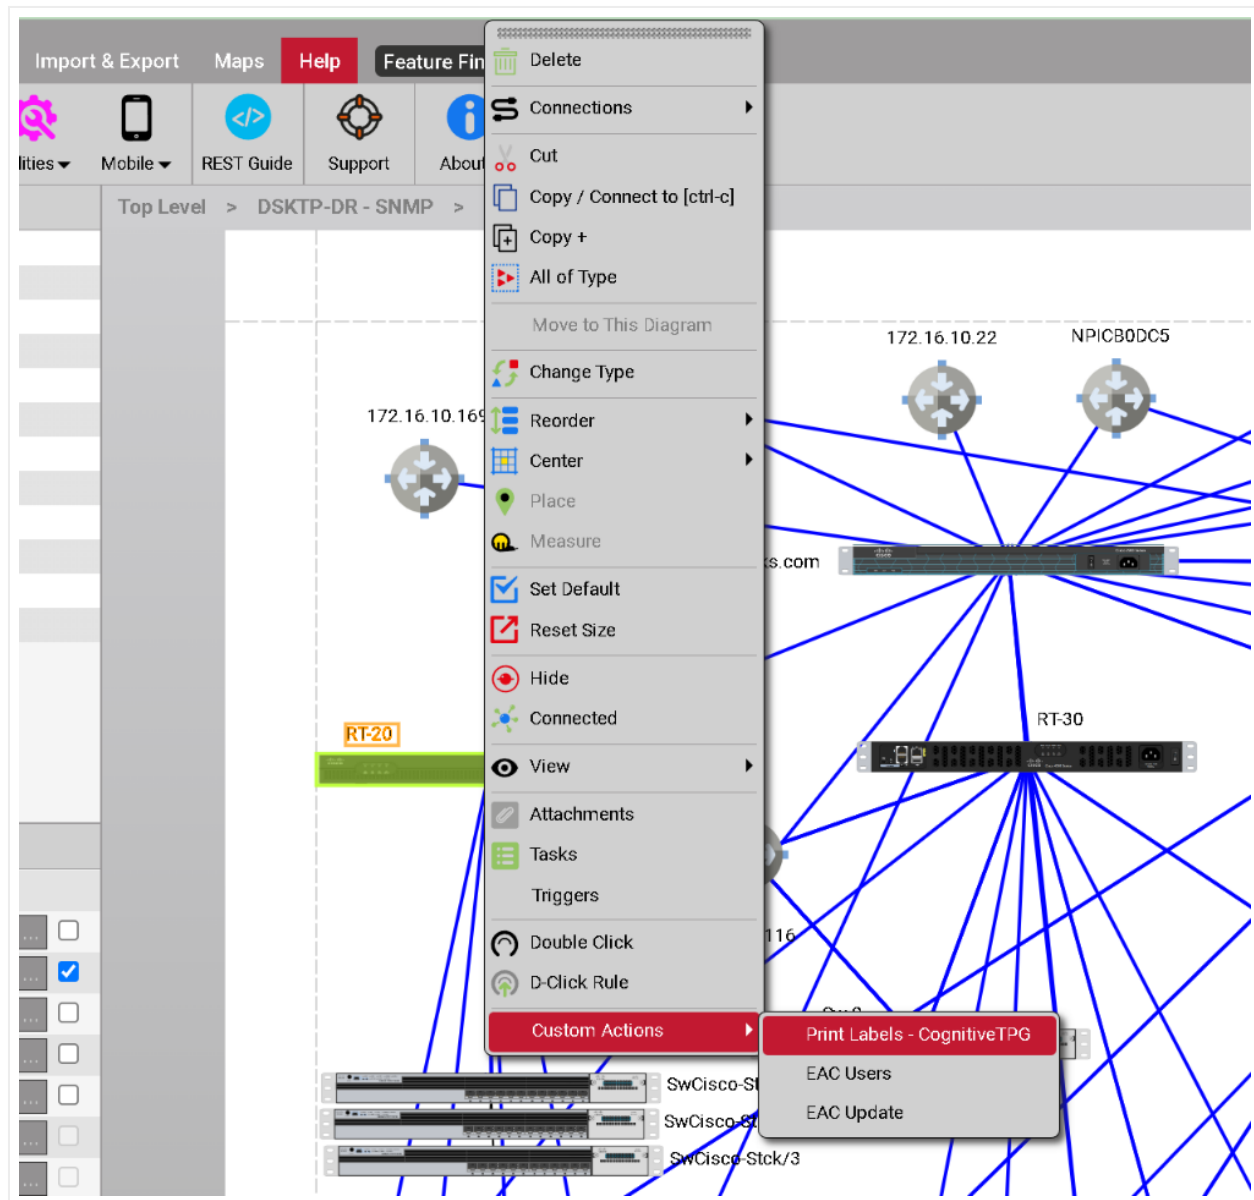 Import & Export
Maps
Help
Feature Fin
lities
Mobile
REST Guide
Support
About
Top Level > DSKTP-DR - SNMP >
Delete
Connections
Cut
Copy / Connect to [ctrl-c]
Copy +
All of Type
Move to This Diagram
Change Type
Reorder
Center
Place
Measure
Set Default
Reset Size
Hide
Connected
View
Attachments
Tasks
Triggers
Double Click
D-Click Rule
Custom Actions
Print Labels - CognitiveTPG
EAC Users
EAC Update
172.16.10.22
NPICB0DC5
172.16.10.169
ks.com
RT-20
RT-30
116
SwCisco-St
SwCisco-St
SwCisco-Stck/3
...
...
...
...
...
...
...